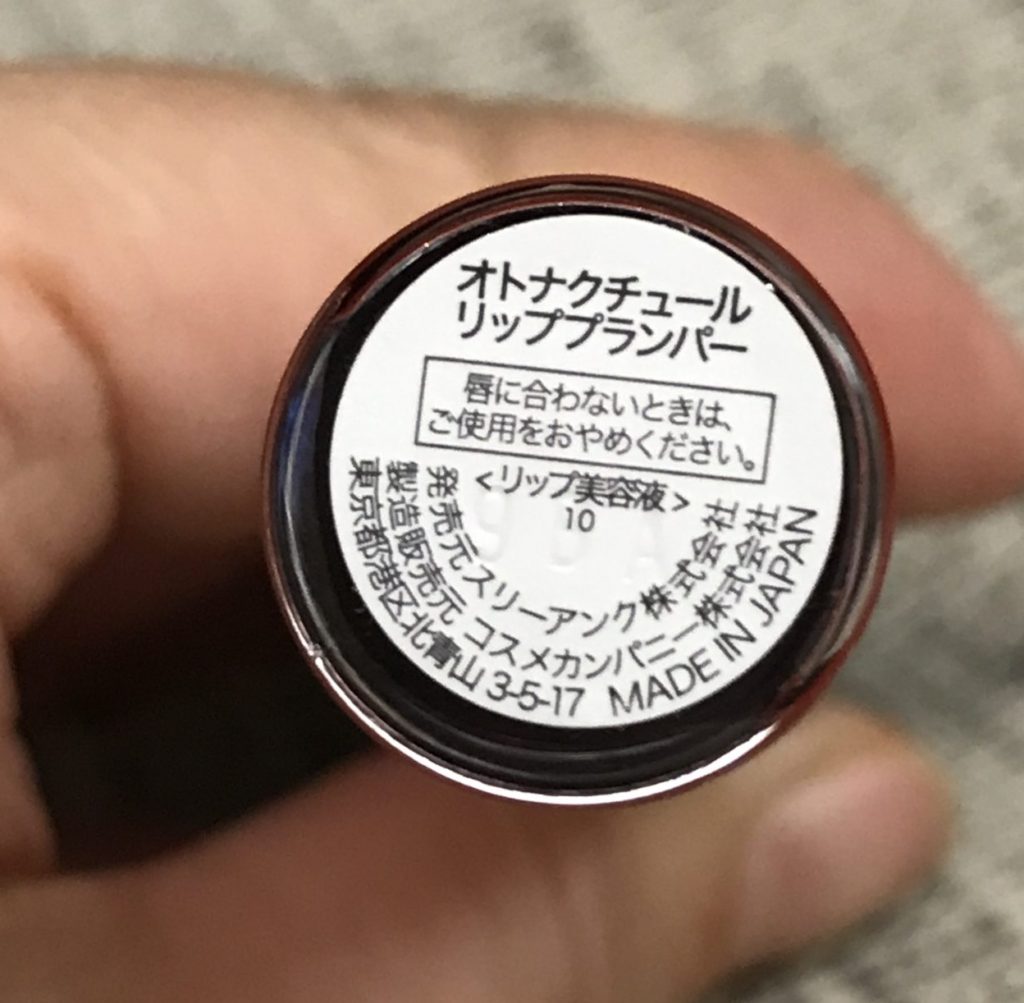 オトナクチュール
リッププランパー
唇に合わないときは、
ご使用をおやめください。
<リップ美容液>
10
発売元 スリーアンク 株式会社
製造販売元 コスメカンパニー株式会社
東京都港区北青山 3-5-17 MADE IN JAPAN